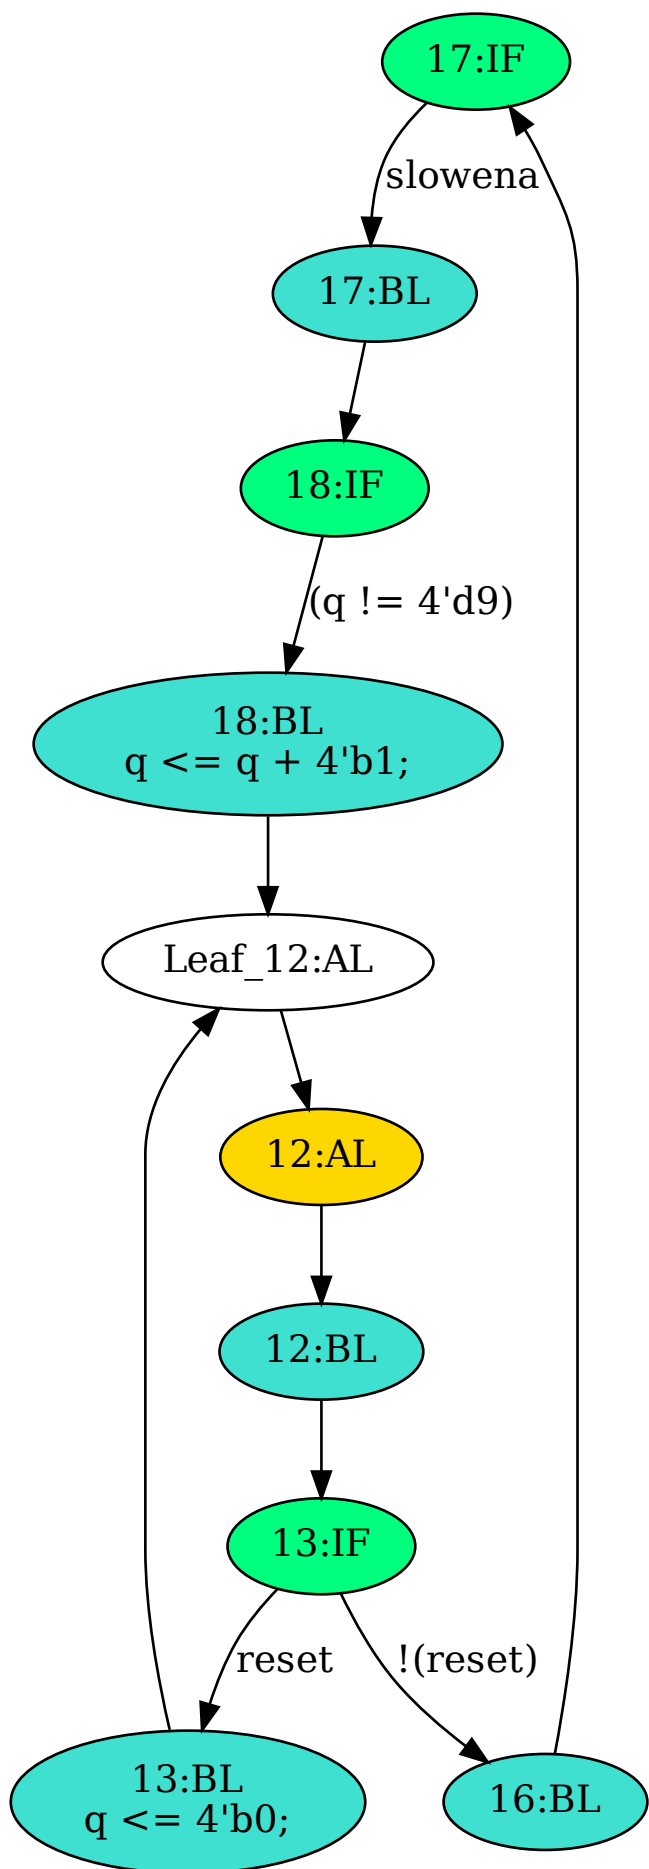 17:IF
slowena
17:BL
18:IF
(q != 4'd9)
18:BL
q <= q + 4'b1;
Leaf_12:AL
12:AL
12:BL
13:IF
reset
!(reset)
13:BL
q <= 4'b0;
16:BL